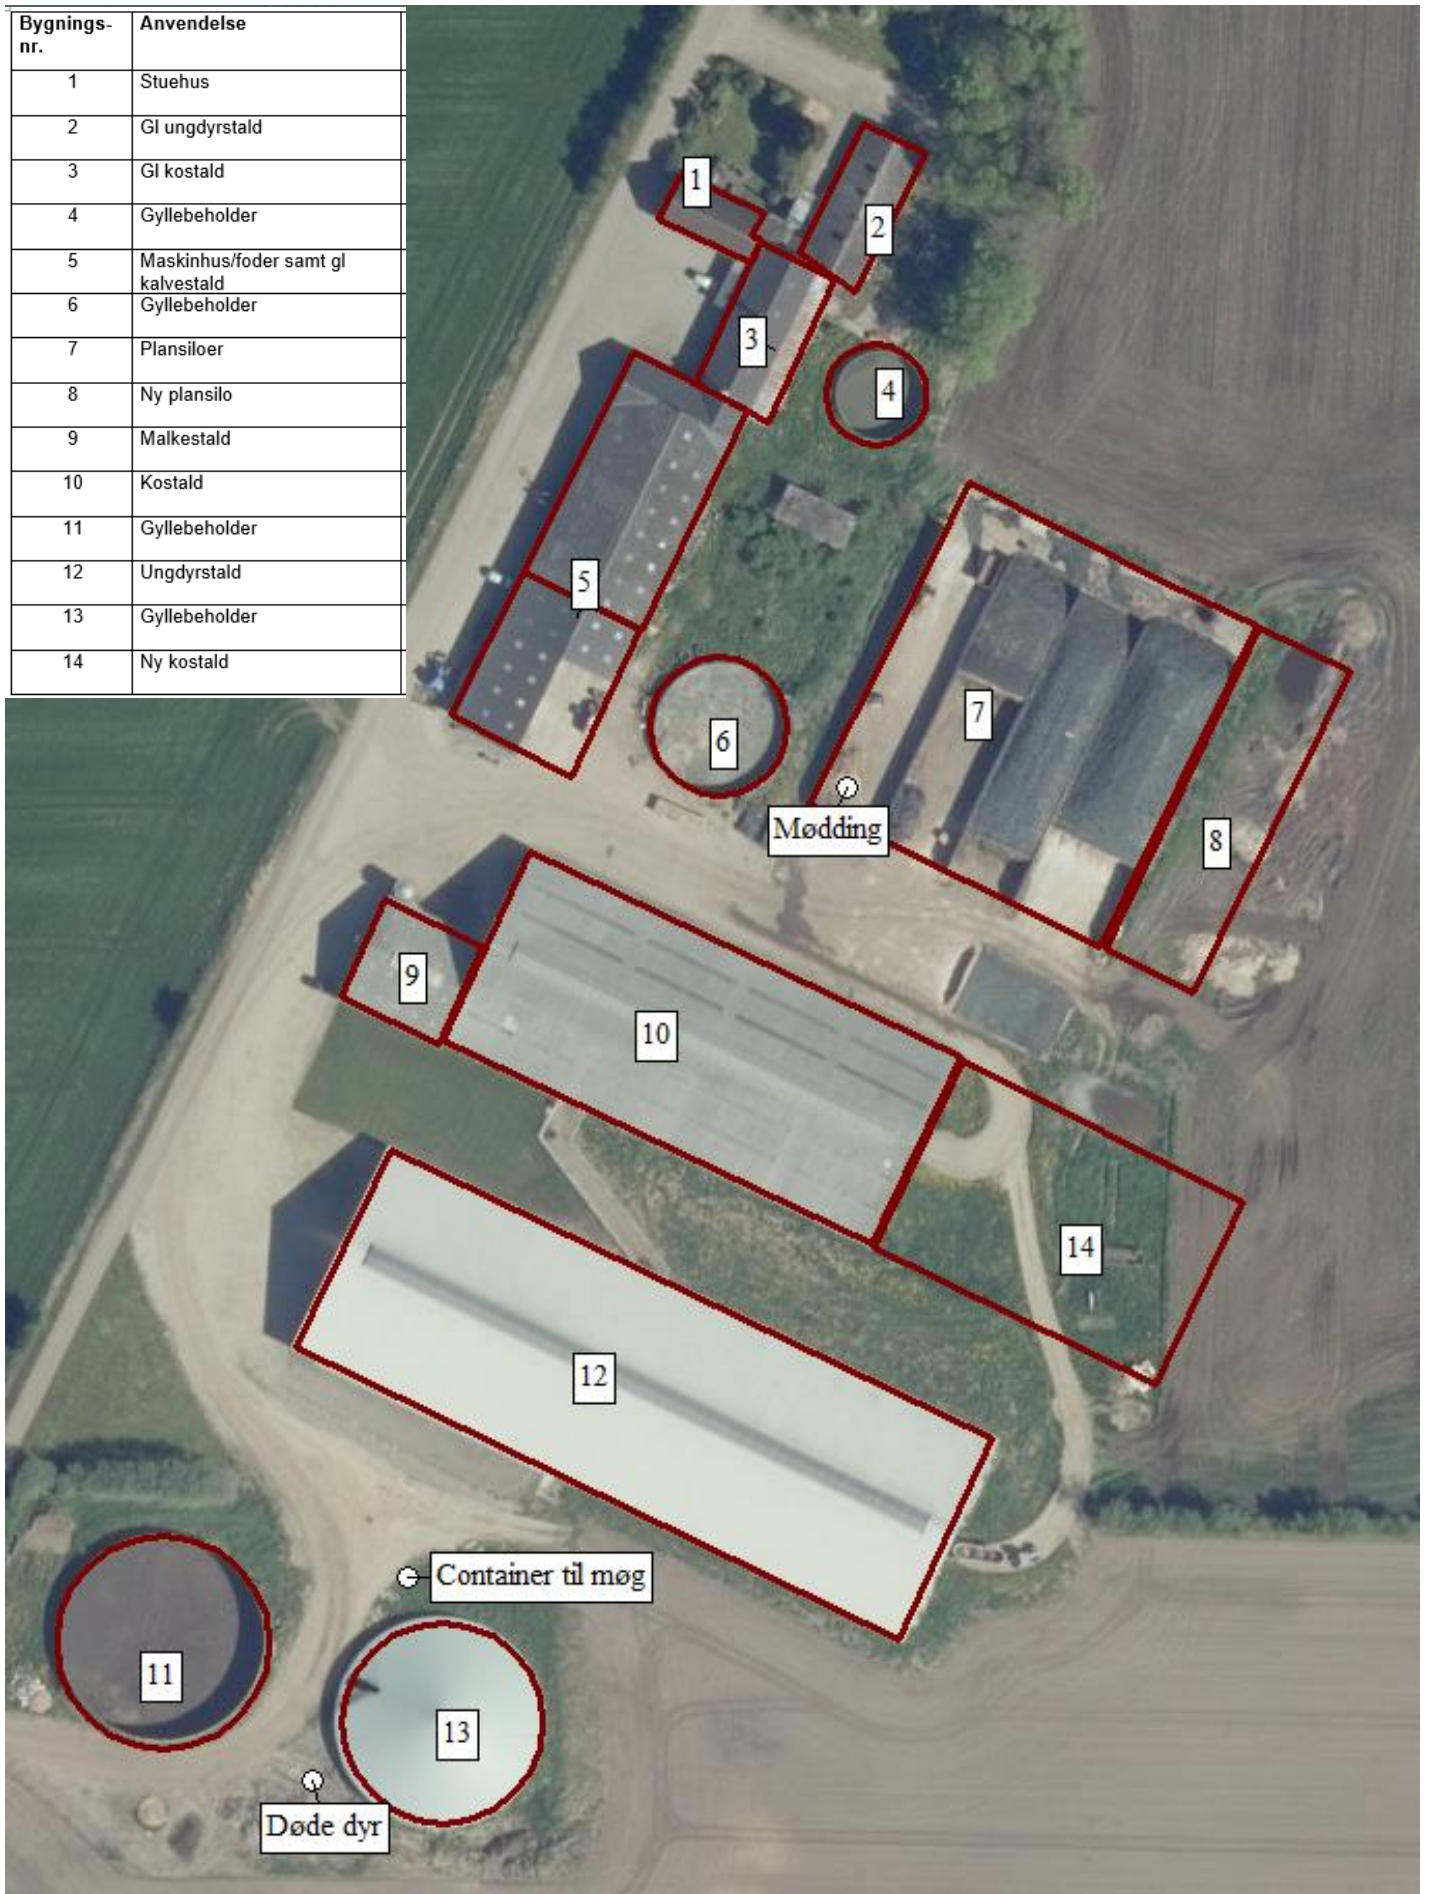 Bygnings- Anvendelse
nr.
1 Stuehus
2 Gl ungdyrstald
3 Gl kostald
4 Gyllebeholder
5 Maskinhus/foder samt gl
kalvestald
6 Gyllebeholder
7 Plansiloer
8 Ny plansilo
9 Malkestald
10 Kostald
11 Gyllebeholder
12 Ungdyrstald
13 Gyllebeholder
14 Ny kostald
1
2
3
4
5
6
7
Mødding
8
9
10
14
12
Container til møg
11
13
Døde dyr